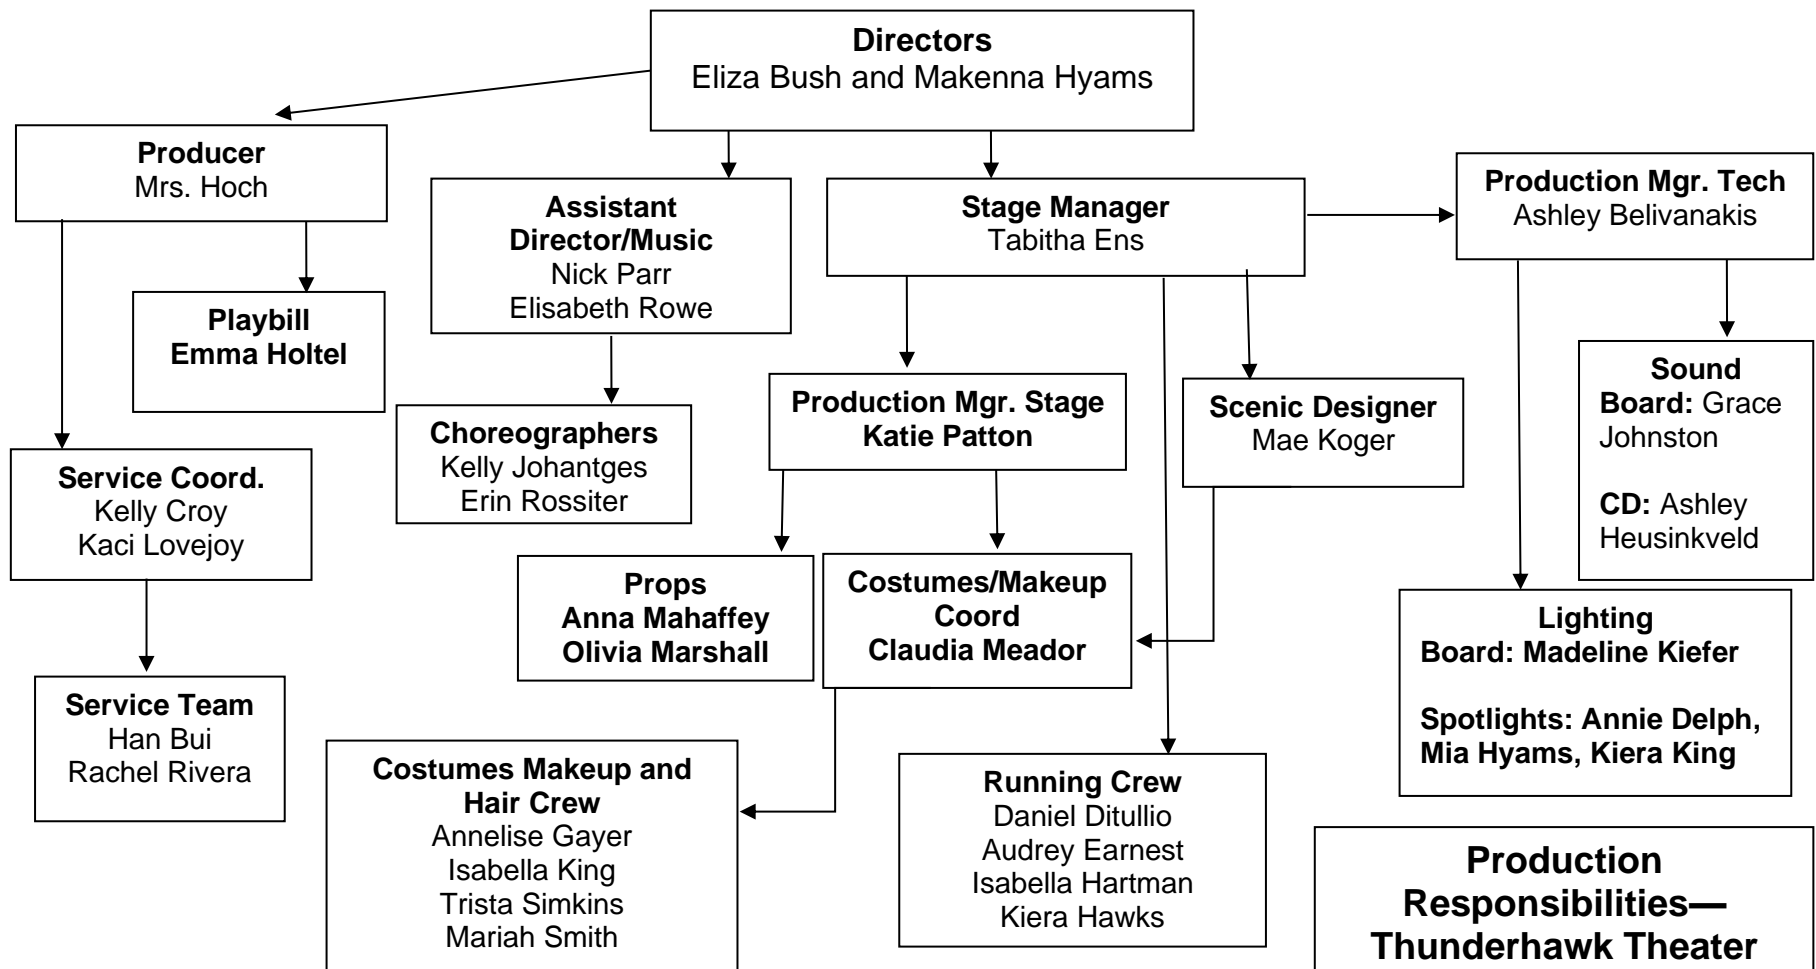 Directors
Eliza Bush and Makenna Hyams
Producer
Mrs. Hoch
Assistant
Director/Music
Nick Parr
Elisabeth Rowe
Stage Manager
Tabitha Ens
Production Mgr. Tech
Ashley Belivanakis
Playbill
Emma Holtel
Choreographers
Kelly Johantges
Erin Rossiter
Production Mgr. Stage
Katie Patton
Scenic Designer
Mae Koger
Sound
Board: Grace
Johnston
CD: Ashley
Heusinkveld
Service Coord.
Kelly Croy
Kaci Lovejoy
Props
Anna Mahaffey
Olivia Marshall
Costumes/Makeup
Coord
Claudia Meador
Lighting
Board: Madeline Kiefer
Spotlights: Annie Delph,
Mia Hyams, Kiera King
Service Team
Han Bui
Rachel Rivera
Costumes Makeup and
Hair Crew
Annelise Gayer
Isabella King
Trista Simkins
Mariah Smith
Running Crew
Daniel Ditullio
Audrey Earnest
Isabella Hartman
Kiera Hawks
Production
Responsibilities—
Thunderhawk Theater